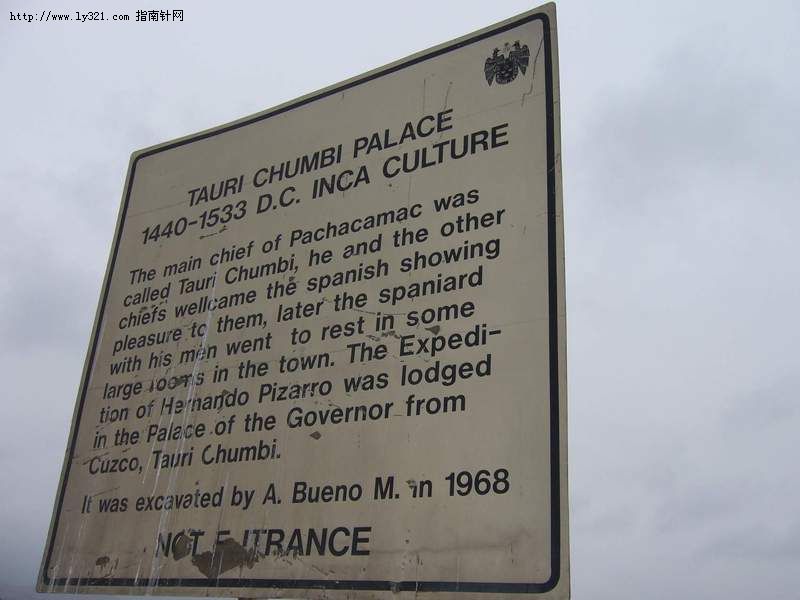 http://www.ly321.com 指南针网
TAURI CHUMBI PALACE
1440-1533 D.C. INCA CULTURE
The main chief of Pachacamac was
called Tauri Chumbi, he and the other
chiefs wellcame the spanish showing
pleasure to them, later the spaniard
with his men went to rest in some
large rooms in the town. The Expedi-
tion of Hernando Pizarro was lodged
in the Palace of the Governor from
Cuzco, Tauri Chumbi.
It was excavated by A. Bueno M. in 1968
NOT ENTRANCE